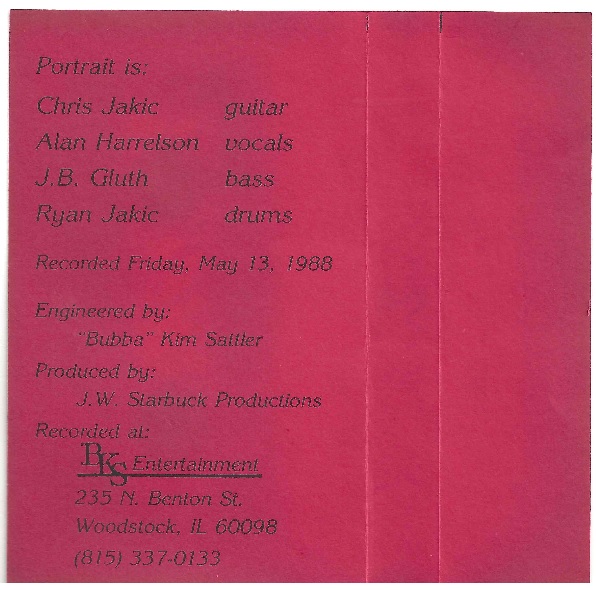 Portrait is:
Chris Jakic guitar
Alan Harrelson vocals
J.B. Gluth bass
Ryan Jakic drums
Recorded Friday, May 13, 1988
Engineered by:
"Bubba" Kim Sattler
Produced by:
J.W. Starbuck Productions
Recorded at:
BKS Entertainment
235 N. Benton St.
Woodstock, IL 60098
(815) 337-0133